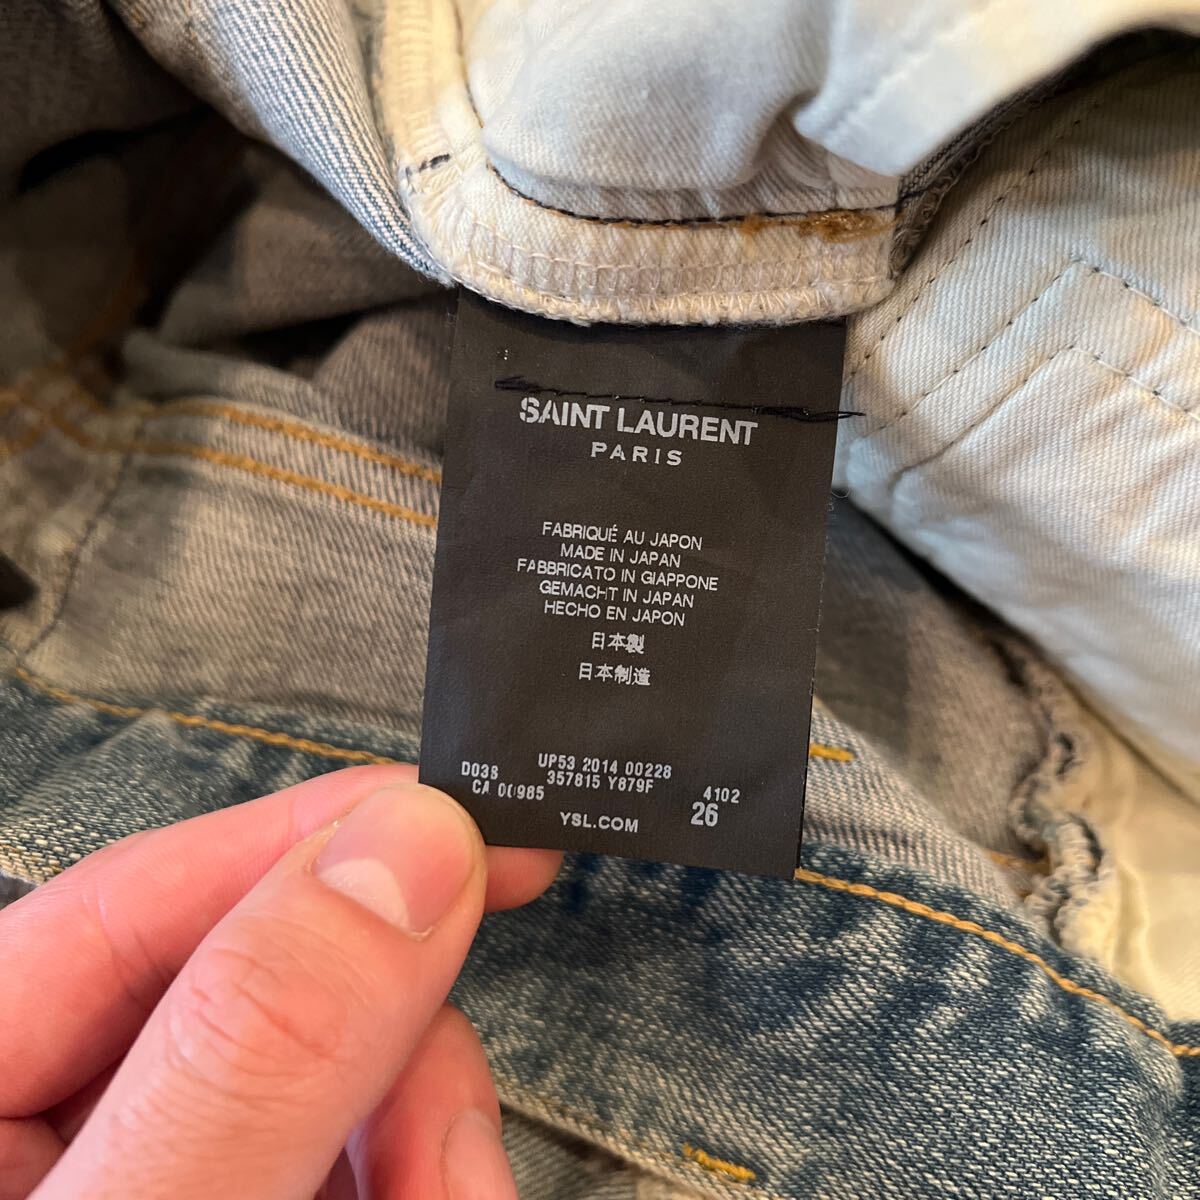 SAINT LAURENT
PARIS
FABRIQUÉ AU JAPON
MADE IN JAPAN
FABBRICATO IN GIAPPONE
GEMACHT IN JAPAN
HECHO EN JAPON
日本製
日本制造
UP53 2014 00228
D03S 357815 Y879F 4102
CA 00985 26
YSL.COM